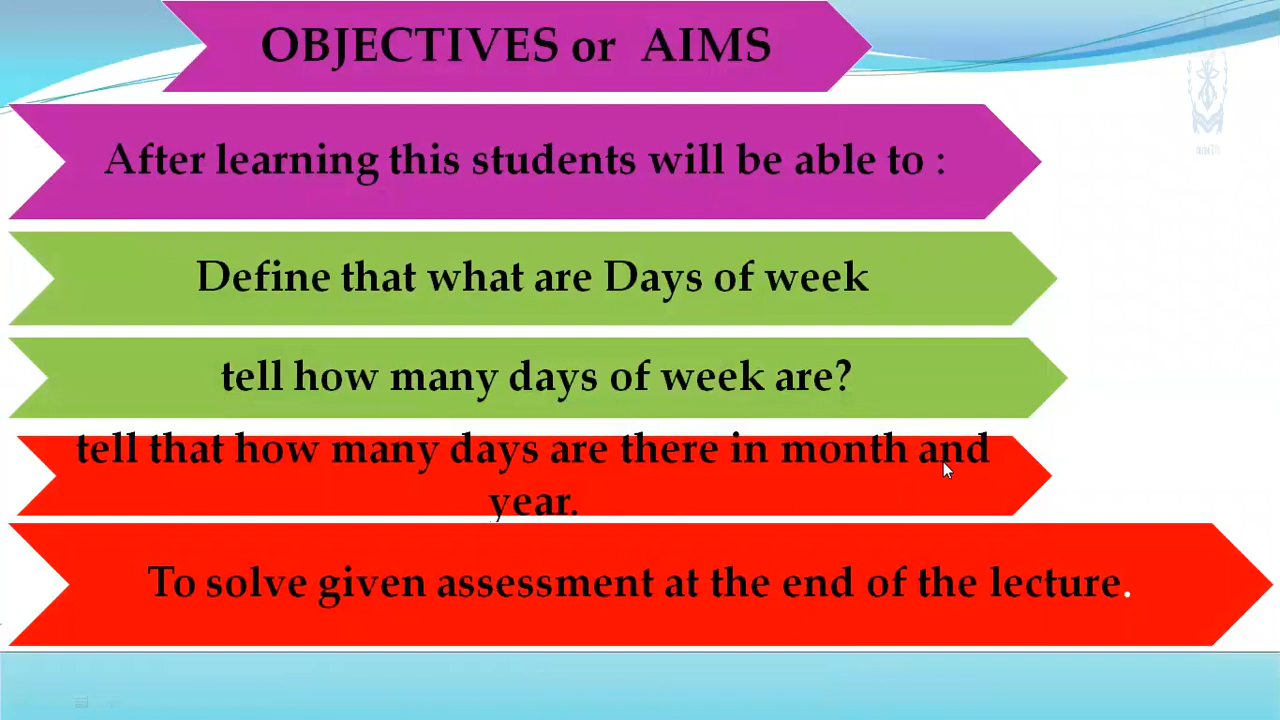 OBJECTIVES or AIMS
After learning this students will be able to :
Define that what are Days of week
tell how many days of week are?
tell that how many days are there in month and
year.
To solve given assessment at the end of the lecture.